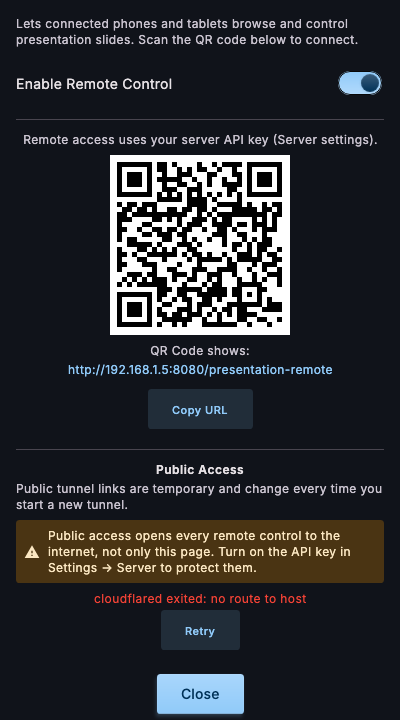 Lets connected phones and tablets browse and control
presentation slides. Scan the QR code below to connect.
Enable Remote Control
Remote access uses your server API key (Server settings).
QR Code shows:
http://192.168.1.5:8080/presentation-remote
Copy URL
Public Access
Public tunnel links are temporary and change every time you
start a new tunnel.
Public access opens every remote control to the
internet, not only this page. Turn on the API key in
Settings → Server to protect them.
cloudflared exited: no route to host
Retry
Close